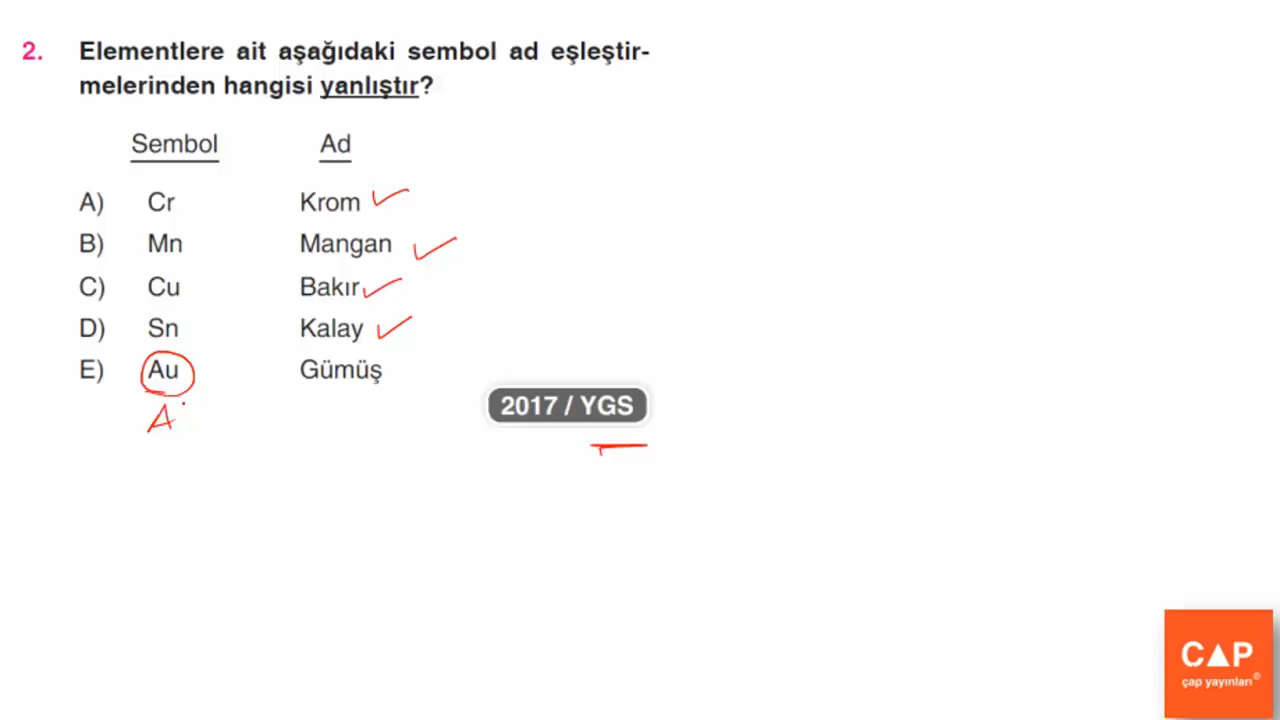 2. Elementlere ait aşağıdaki sembol ad eşleştir-
melerinden hangisi yanlıştır?
Sembol Ad
A) Cr Krom
B) Mn Mangan
C) Cu Bakır
D) Sn Kalay
E) Au Gümüş
A
2017 / YGS
ÇAP
çap yayınları®